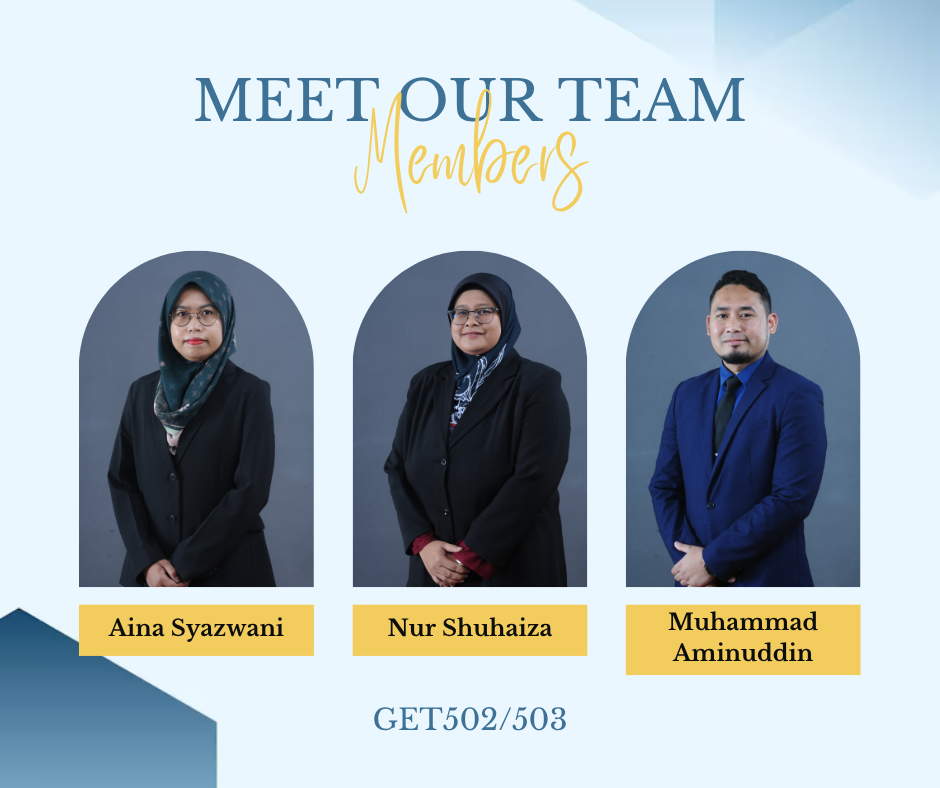 MEET OUR TEAM
Members
Aina Syazwani
Nur Shuhaiza
Muhammad
Aminuddin
GET502/503